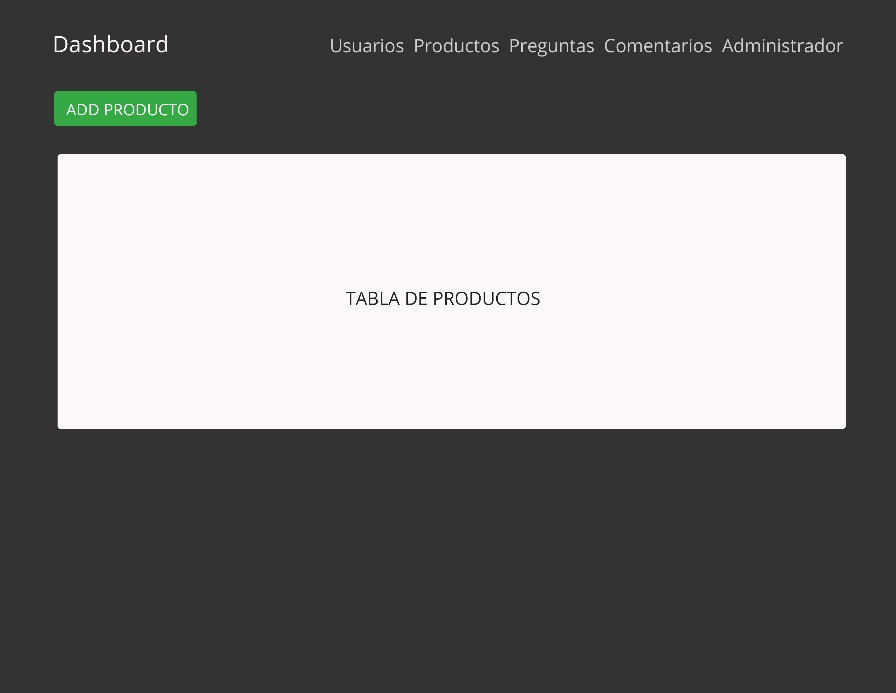 Dashboard
Usuarios Productos Preguntas Comentarios Administrador
ADD PRODUCTO
TABLA DE PRODUCTOS